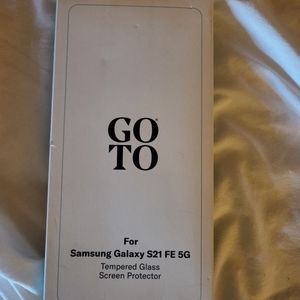 GO
TO
For
Samsung Galaxy S21 FE 5G
Tempered Glass
Screen Protector